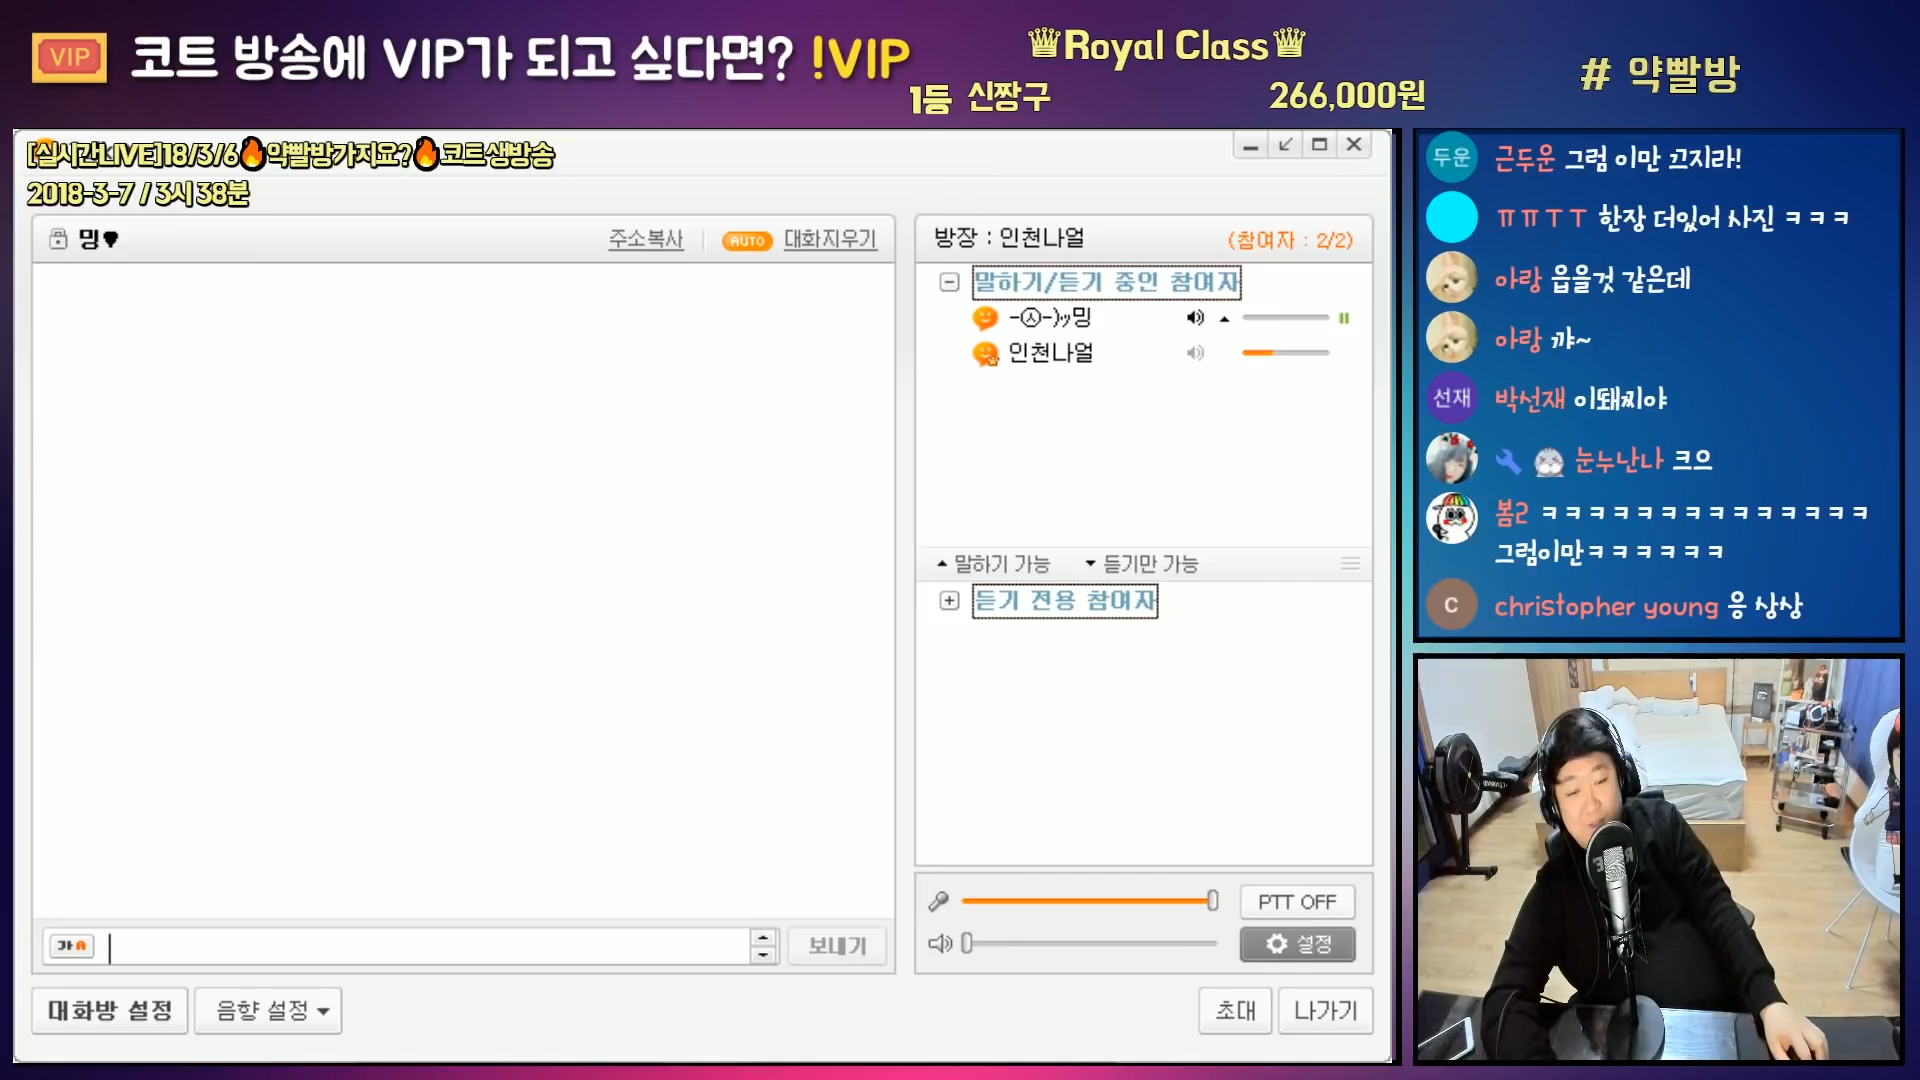 VIP 코트 방송에 VIP가 되고 싶다면? !VIP
Royal Class
1등 신짱구 266,000원
# 약빨방
[실시간LIVE]18/3/6🔥약빨방가지요?🔥코트생방송
2018-3-7 / 3시 38분
밍♥ 주소복사 AUTO 대화지우기
방장 : 인천나얼 (참여자 : 2/2)
말하기/듣기 중인 참여자
-㉦-)ッ밍
인천나얼
▲ 말하기 가능 ▼ 듣기만 가능
듣기 전용 참여자
PTT OFF
설정
가A 보내기
대화방 설정 음향 설정 초대 나가기
두운 근두운 그럼 이만 끄지라!
ㅠㅠㅜㅜ 한장 더있어 사진 ㅋㅋㅋ
아랑 읍을것 같은데
아랑 꺄~
선재 박선재 이돼찌야
눈누난나 크으
봄2 ㅋㅋㅋㅋㅋㅋㅋㅋㅋㅋㅋㅋㅋㅋ
그럼이만ㅋㅋㅋㅋㅋㅋ
C christopher young 응 상상